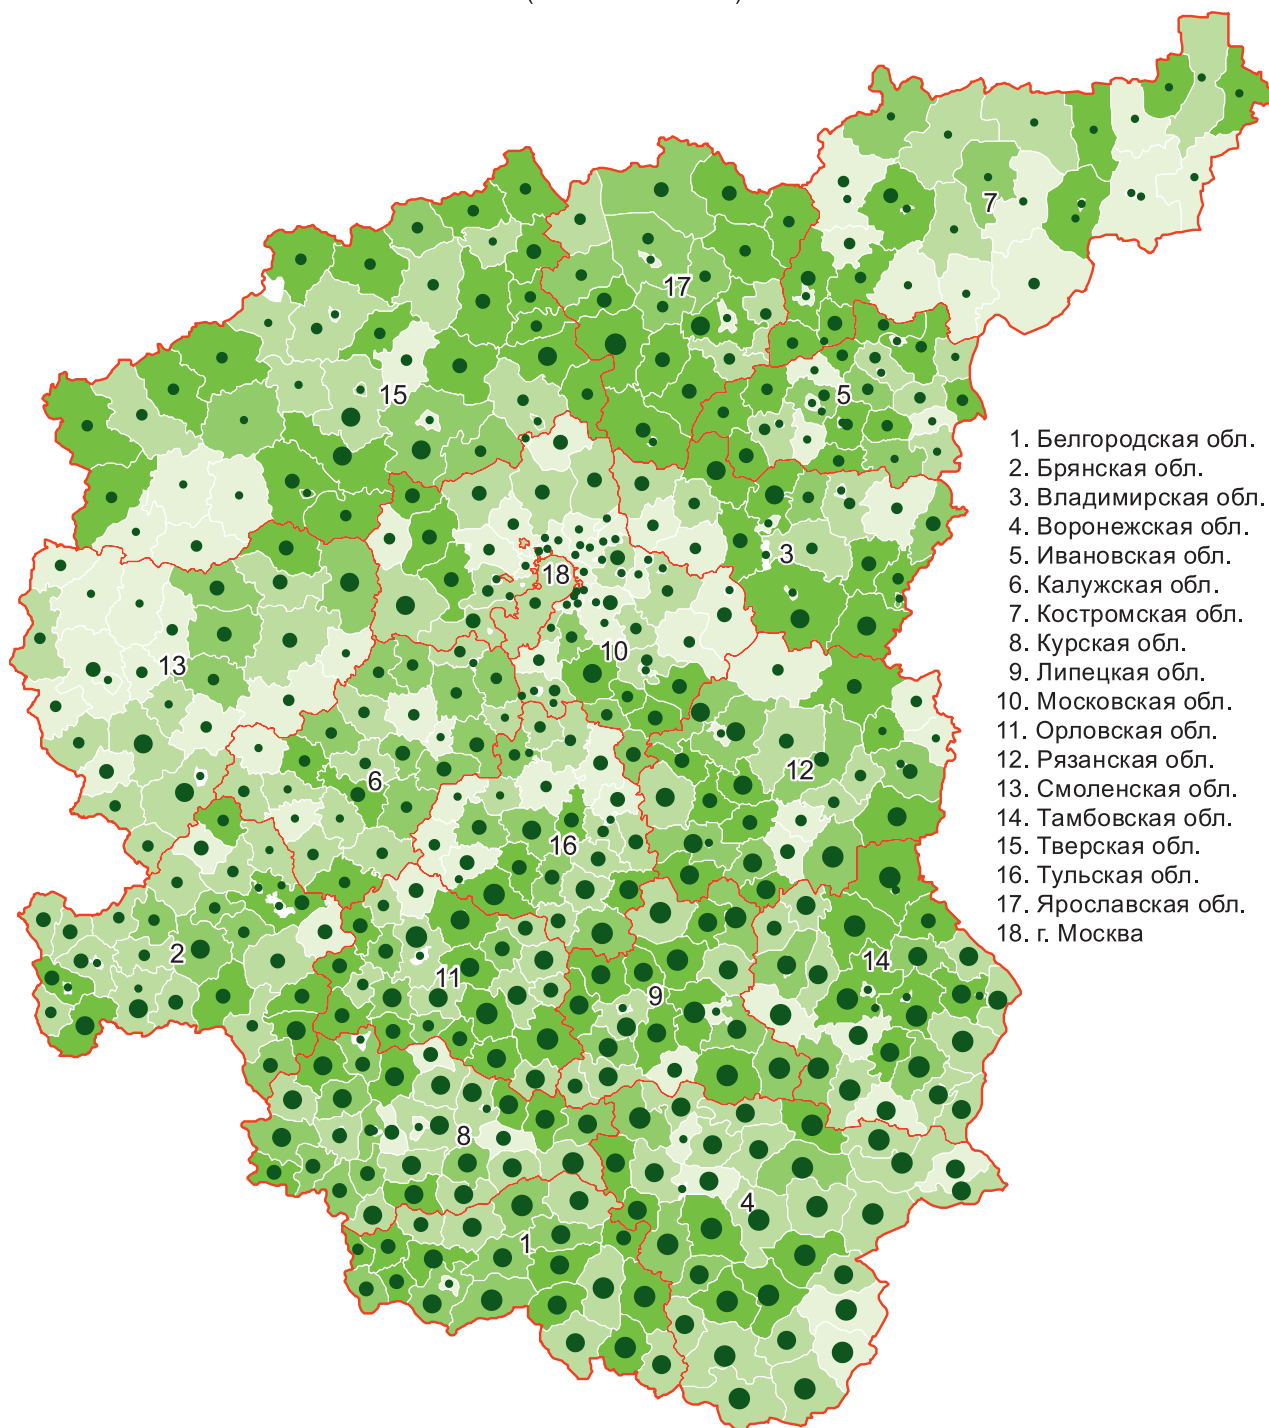 1. Белгородская обл.
2. Брянская обл.
3. Владимирская обл.
4. Воронежская обл.
5. Ивановская обл.
6. Калужская обл.
7. Костромская обл.
8. Курская обл.
9. Липецкая обл.
10. Московская обл.
11. Орловская обл.
12. Рязанская обл.
13. Смоленская обл.
14. Тамбовская обл.
15. Тверская обл.
16. Тульская обл.
17. Ярославская обл.
18. г. Москва
7
17
15
5
3
18
10
13
12
6
16
2
14
11
9
8
4
1